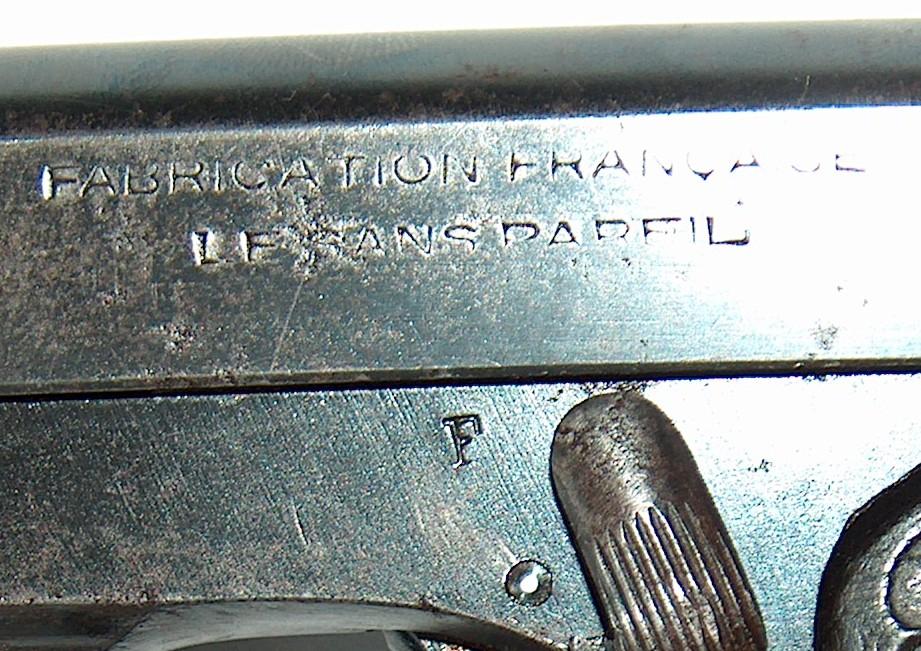 FABRICATION FRANÇAISE
LE SANS PAREIL
F